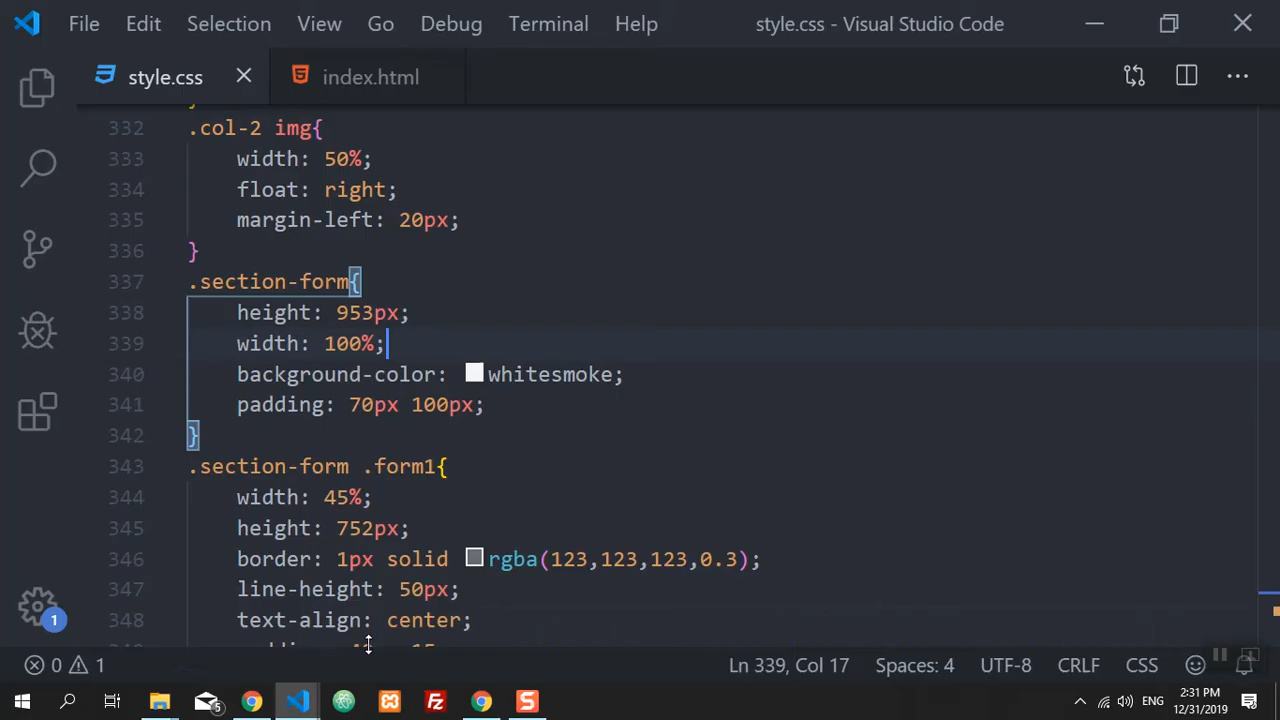 File Edit Selection View Go Debug Terminal Help style.css - Visual Studio Code
style.css index.html
332 .col-2 img{
333 width: 50%;
334 float: right;
335 margin-left: 20px;
336 }
337 .section-form{
338 height: 953px;
339 width: 100%;
340 background-color: whitesmoke;
341 padding: 70px 100px;
342 }
343 .section-form .form1{
344 width: 45%;
345 height: 752px;
346 border: 1px solid rgba(123,123,123,0.3);
347 line-height: 50px;
348 text-align: center;
1
0 1 Ln 339, Col 17 Spaces: 4 UTF-8 CRLF CSS
5 ENG 2:31 PM
12/31/2019